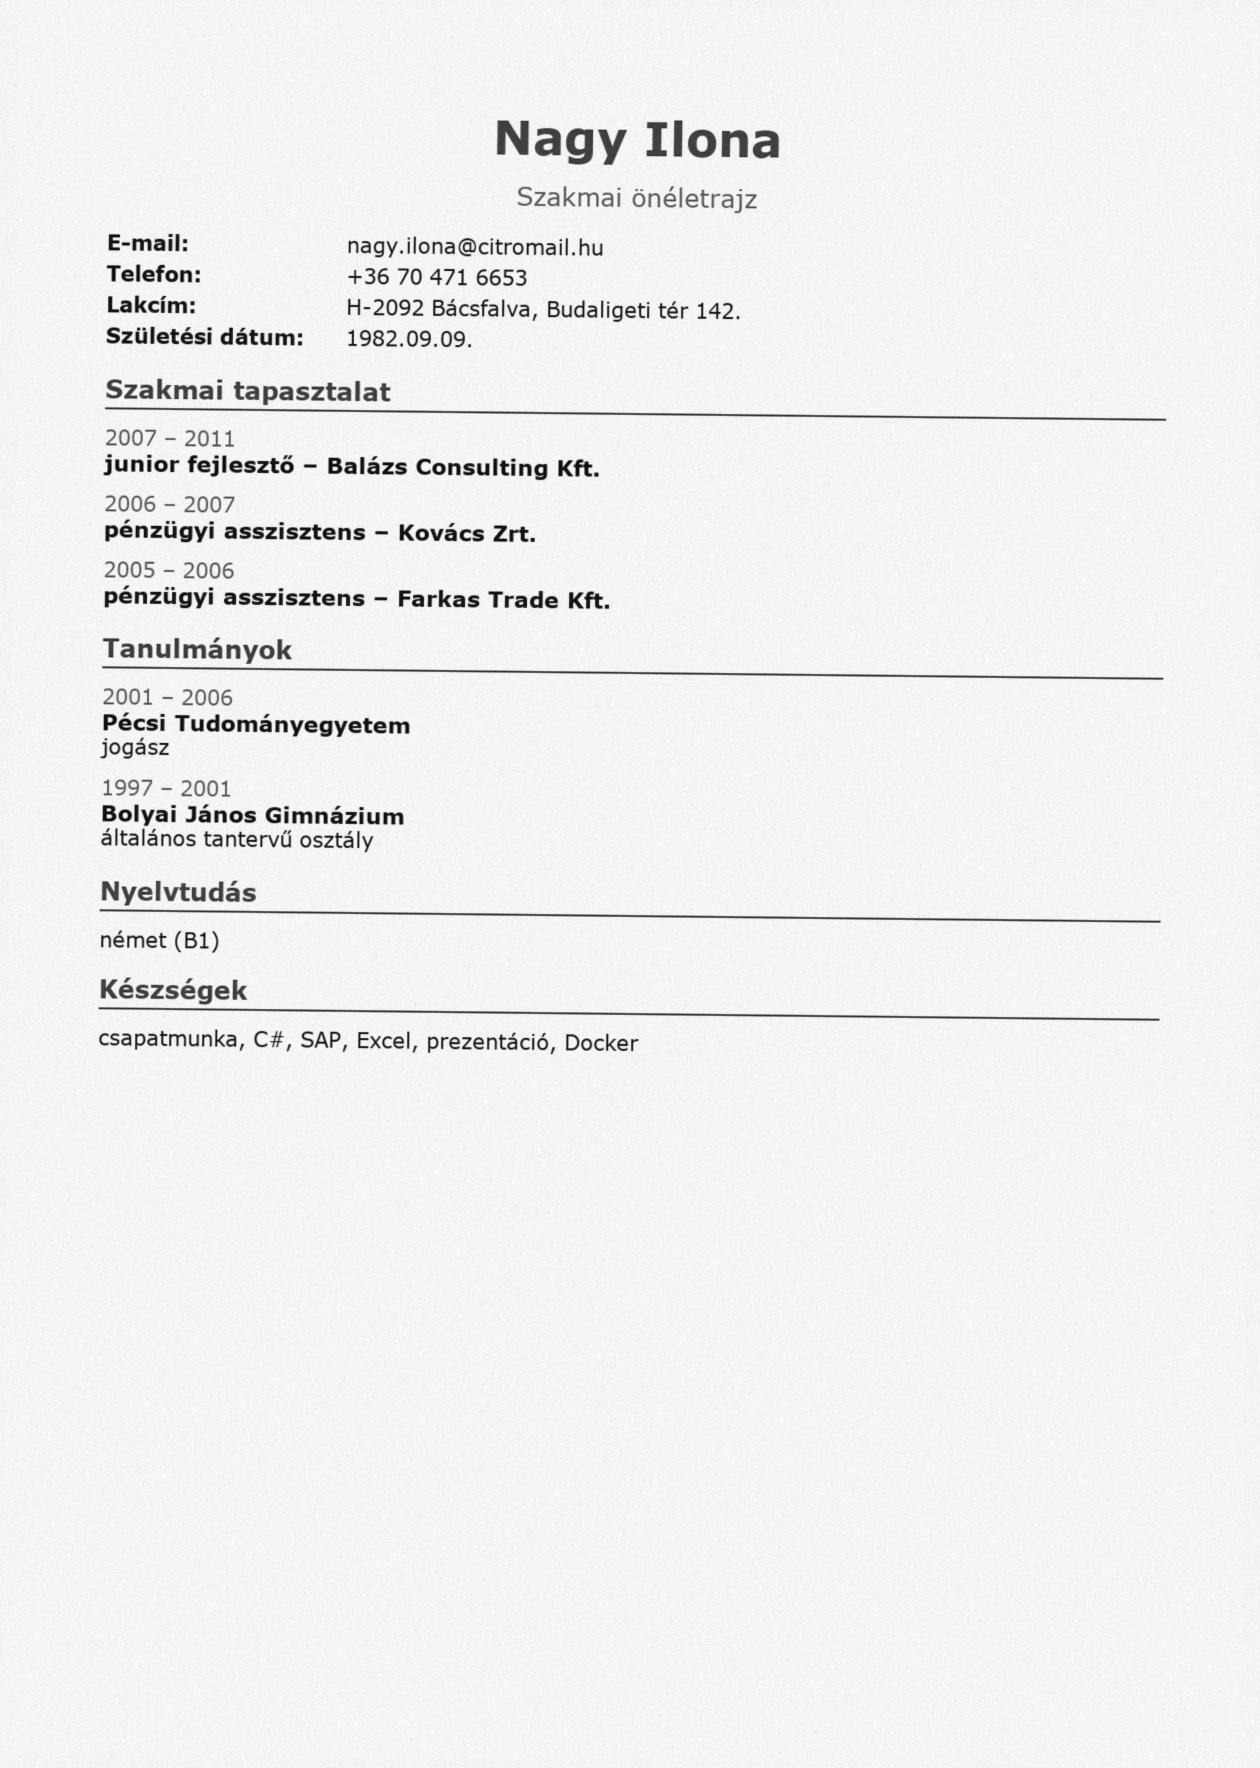 Nagy Ilona
Szakmai önéletrajz
E-mail: nagy.ilona@citromail.hu
Telefon: +36 70 471 6653
Lakcím: H-2092 Bácsfalva, Budaligeti tér 142.
Születési dátum: 1982.09.09.
Szakmai tapasztalat
2007 – 2011
junior fejlesztő – Balázs Consulting Kft.
2006 – 2007
pénzügyi asszisztens – Kovács Zrt.
2005 – 2006
pénzügyi asszisztens – Farkas Trade Kft.
Tanulmányok
2001 – 2006
Pécsi Tudományegyetem
jogász
1997 – 2001
Bolyai János Gimnázium
általános tantervű osztály
Nyelvtudás
német (B1)
Készségek
csapatmunka, C#, SAP, Excel, prezentáció, Docker